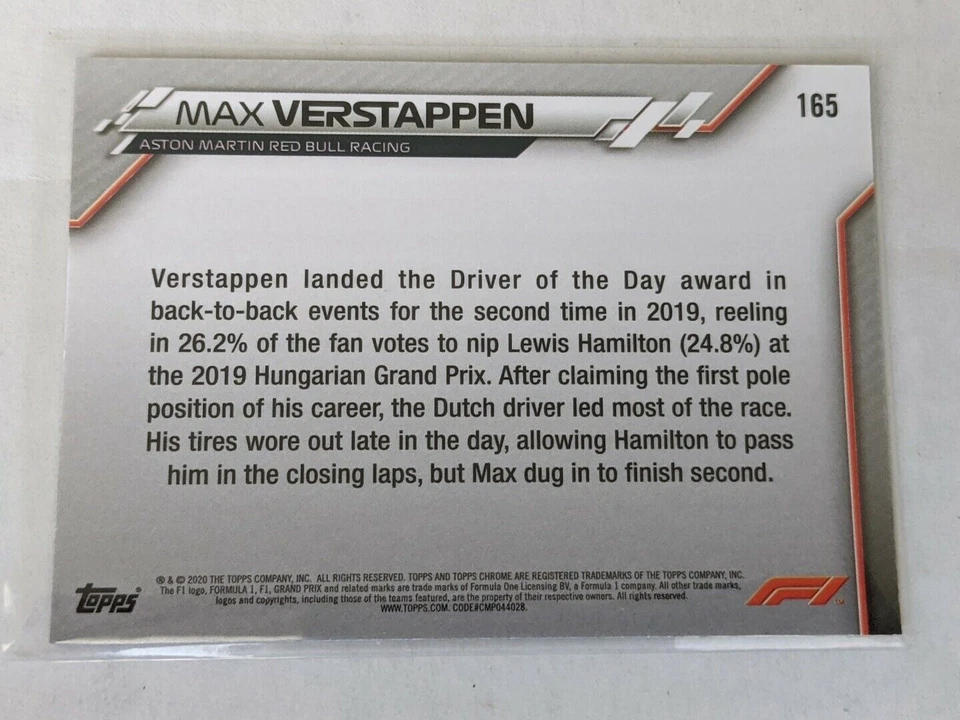 MAX VERSTAPPEN
165
ASTON MARTIN RED BULL RACING
Verstappen landed the Driver of the Day award in
back-to-back events for the second time in 2019, reeling
in 26.2% of the fan votes to nip Lewis Hamilton (24.8%) at
the 2019 Hungarian Grand Prix. After claiming the first pole
position of his career, the Dutch driver led most of the race.
His tires wore out late in the day, allowing Hamilton to pass
him in the closing laps, but Max dug in to finish second.
® & © 2020 THE TOPPS COMPANY, INC. ALL RIGHTS RESERVED. TOPPS AND TOPPS CHROME ARE REGISTERED TRADEMARKS OF THE TOPPS COMPANY, INC.
The F1 logo, FORMULA 1, F1, GRAND PRIX and related marks are trade marks of Formula One Licensing BV, a Formula 1 company. All other trade marks,
logos and copyrights, including those of the teams featured, are the property of their respective owners. All rights reserved.
WWW.TOPPS.COM. CODE#CMP044028.
topps®
F1™